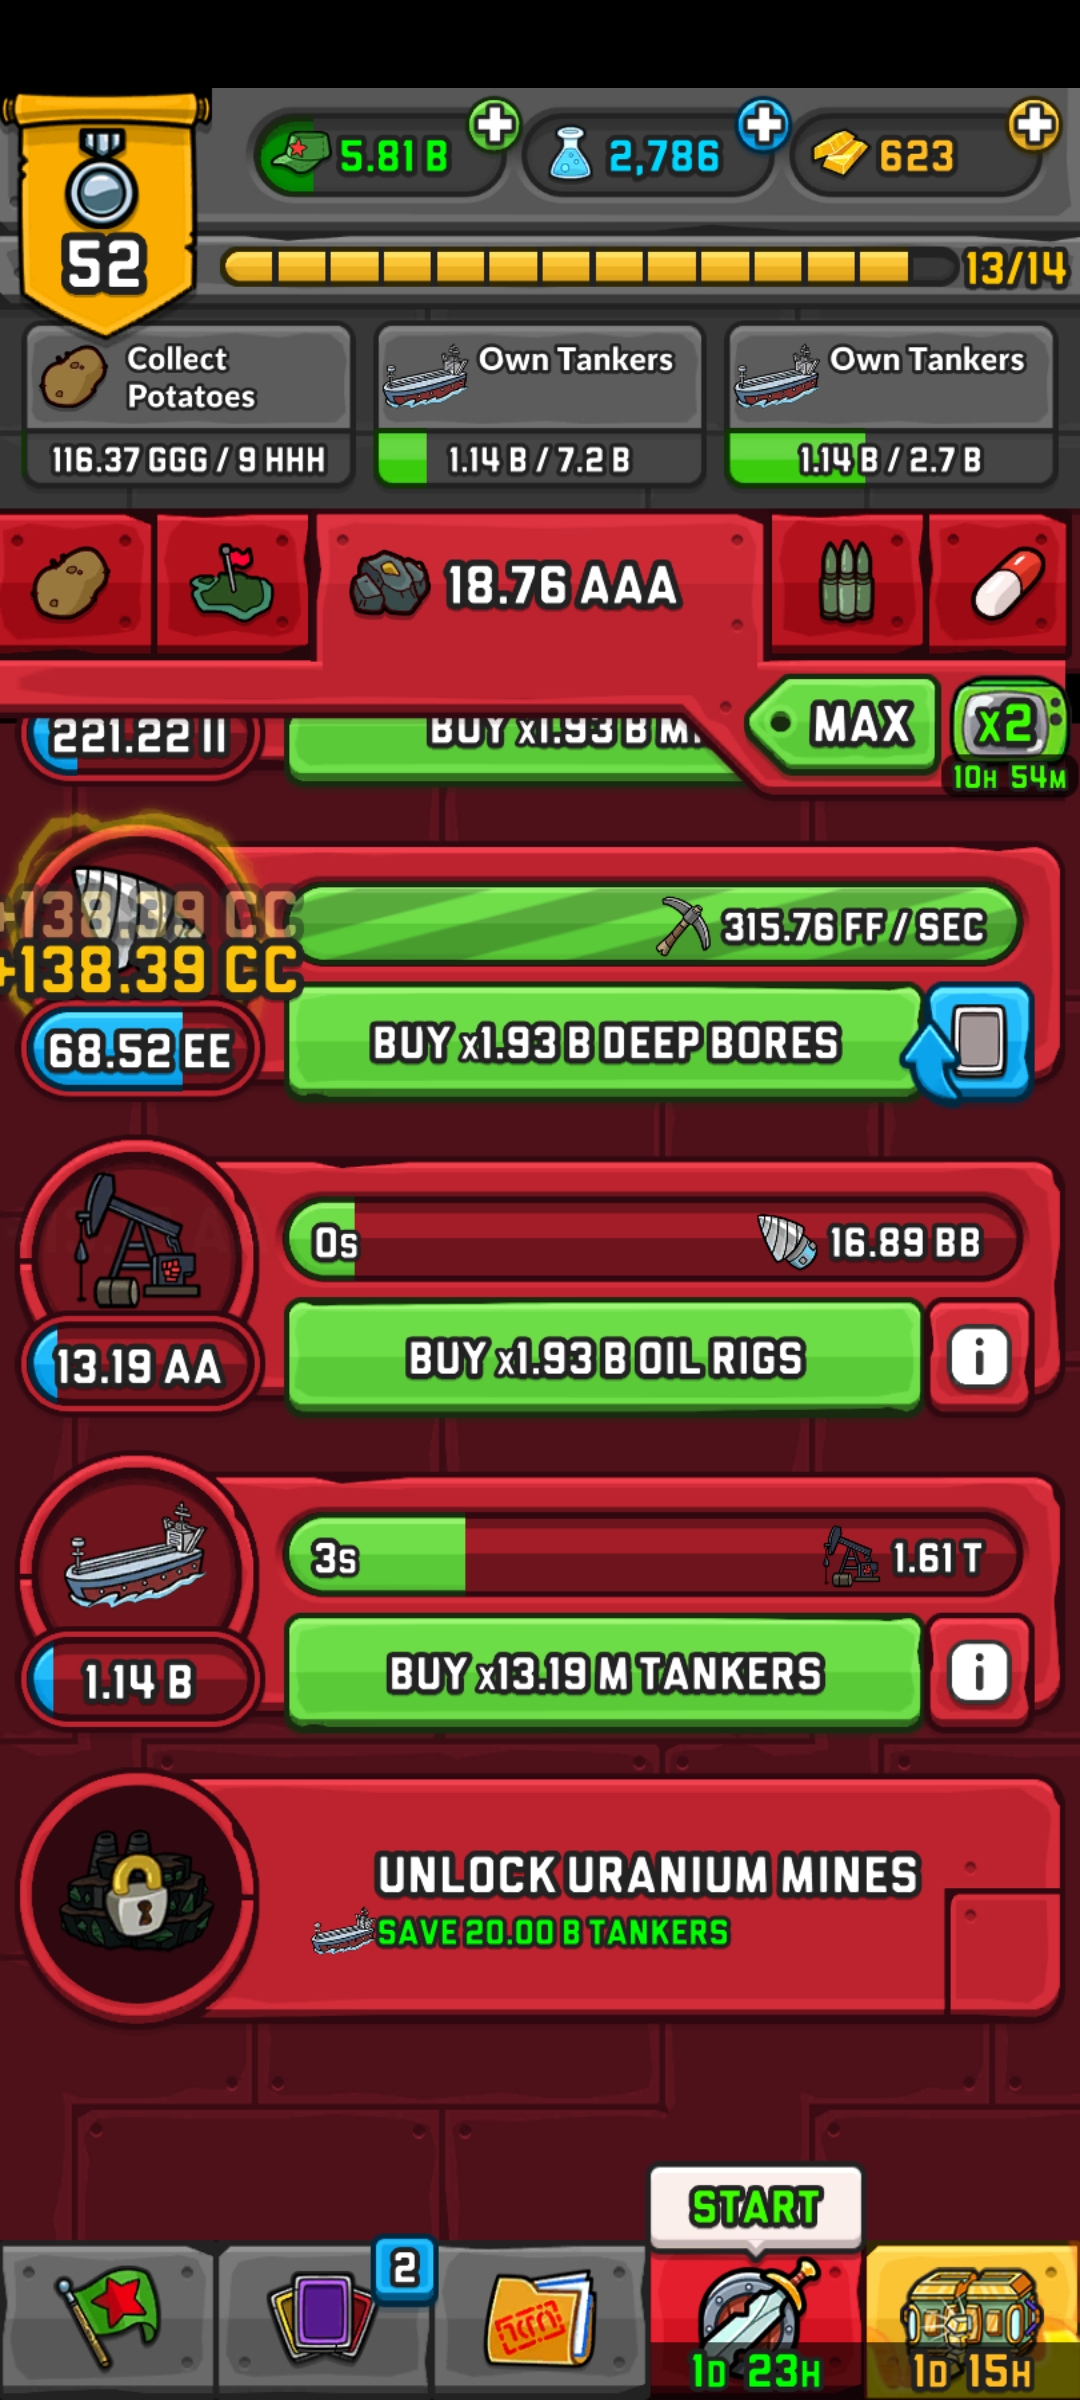 5.81 B
2,786
623
52
13/14
Collect
Potatoes
116.37 GGG / 9 HHH
Own Tankers
1.14 B / 7.2 B
Own Tankers
1.14 B / 2.7 B
18.76 AAA
MAX
x2
10H 54M
221.22 II
BUY x1.93 B
+138.39 CC
+138.39 CC
315.76 FF / SEC
68.52 EE
BUY x1.93 B DEEP BORES
0s
16.89 BB
13.19 AA
BUY x1.93 B OIL RIGS
i
3s
1.61 T
1.14 B
BUY x13.19 M TANKERS
i
UNLOCK URANIUM MINES
SAVE 20.00 B TANKERS
START
2
1D 23H
1D 15H